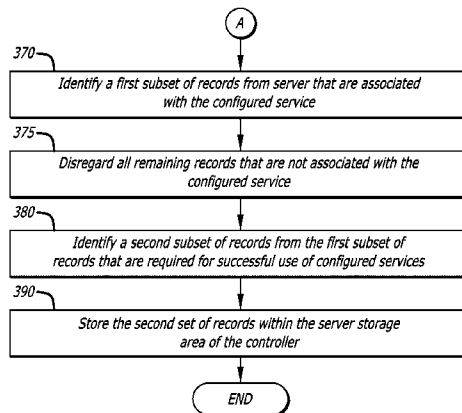 A
370
Identify a first subset of records from server that are associated
with the configured service
375
Disregard all remaining records that are not associated with the
configured service
380
Identify a second subset of records from the first subset of
records that are required for successful use of configured services
390
Store the second set of records within the server storage
area of the controller
END